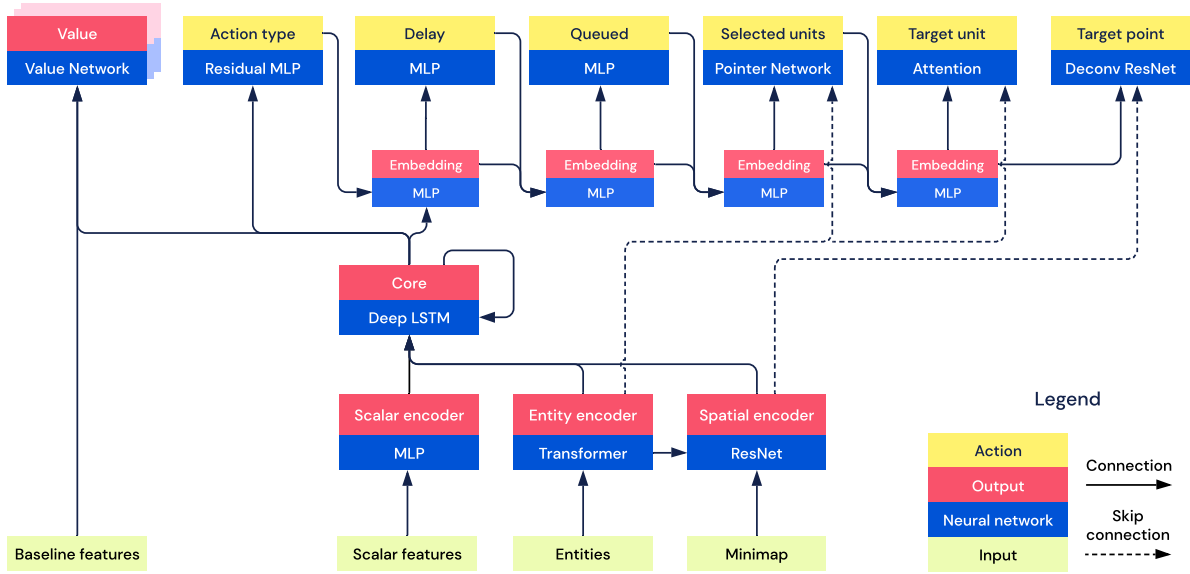 Value
Value Network
Action type
Residual MLP
Delay
MLP
Queued
MLP
Selected units
Pointer Network
Target unit
Attention
Target point
Deconv ResNet
Embedding
MLP
Embedding
MLP
Embedding
MLP
Embedding
MLP
Core
Deep LSTM
Scalar encoder
MLP
Entity encoder
Transformer
Spatial encoder
ResNet
Baseline features
Scalar features
Entities
Minimap
Legend
Action
Output
Neural network
Input
Connection
Skip
connection